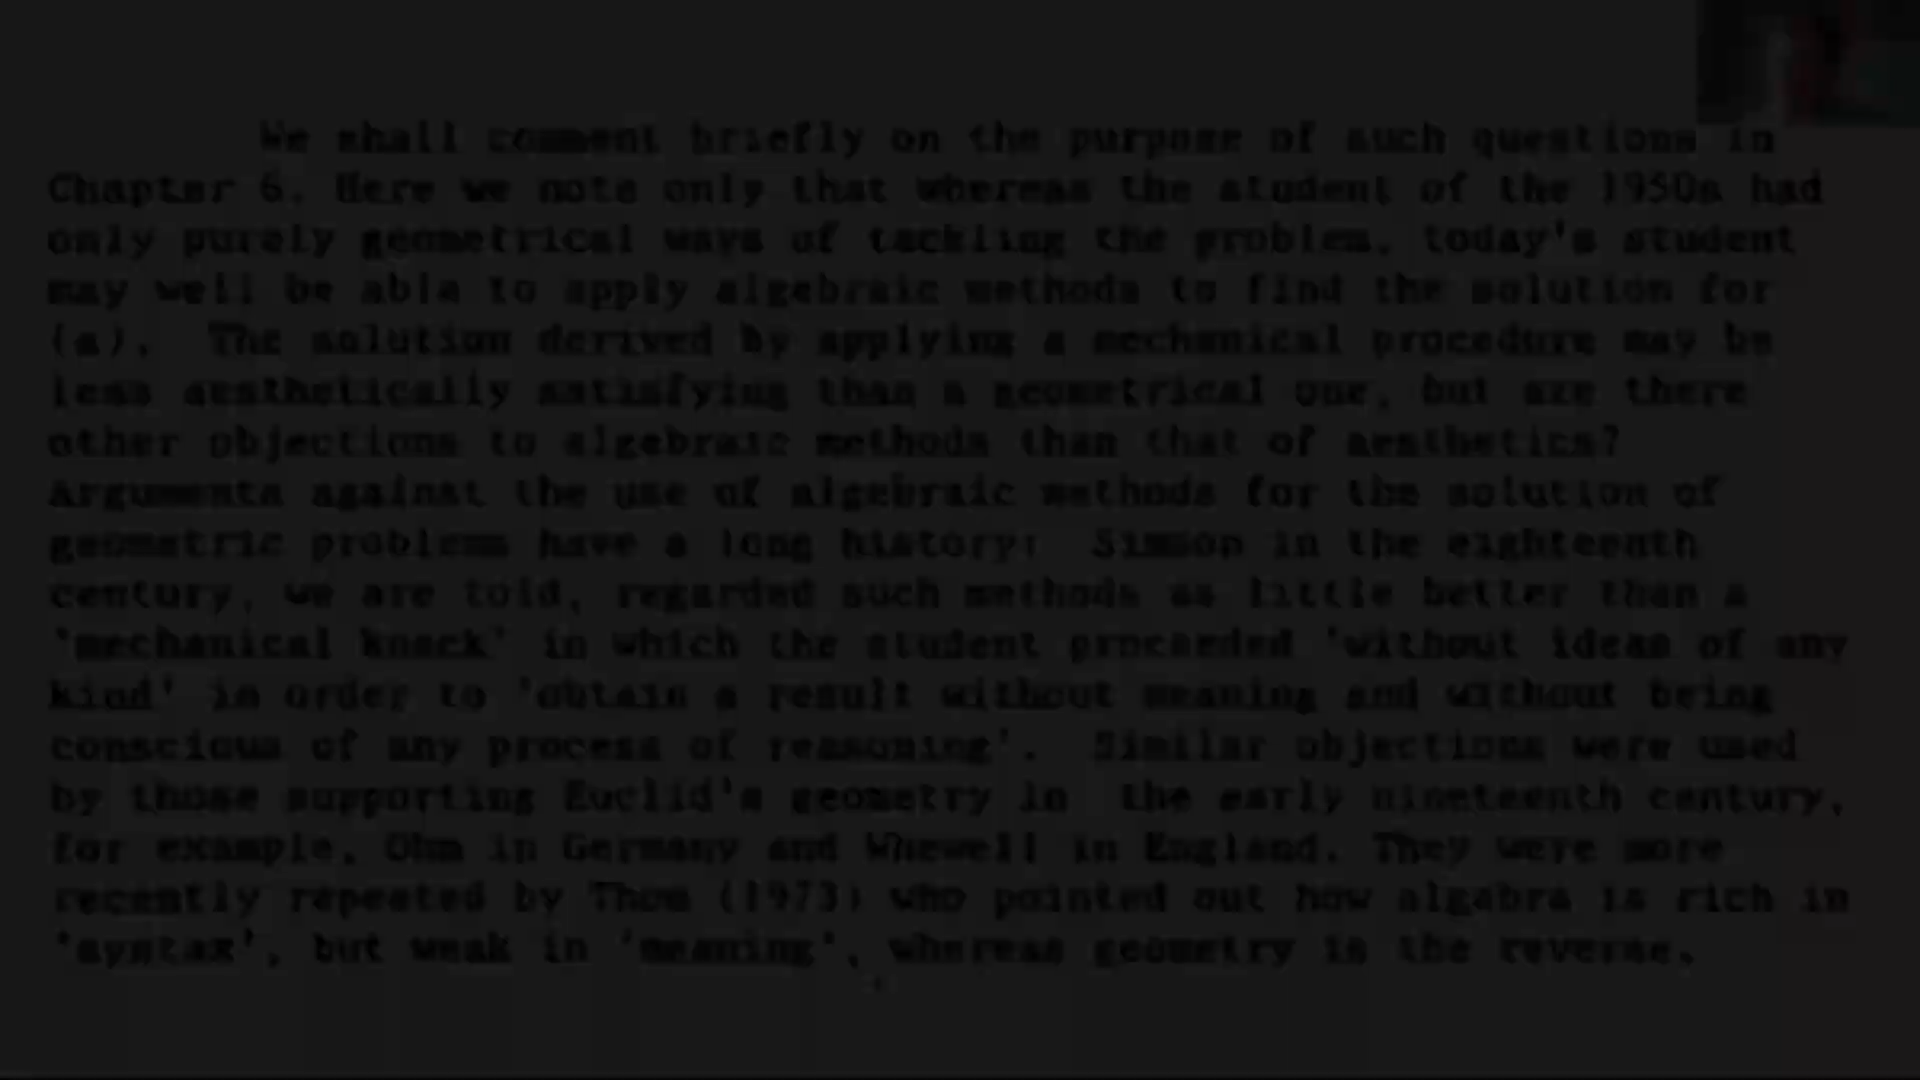 We shall comment briefly on the purpose of such questions in
Chapter 6. Here we note only that whereas the student of the 1950s had
only purely geometrical ways of tackling the problem, today's student
may well be able to apply algebraic methods to find the solution for
(a). The solution derived by applying a mechanical procedure may be
less aesthetically satisfying than a geometrical one, but are there
other objections to algebraic methods than that of aesthetics?
Arguments against the use of algebraic methods for the solution of
geometric problems have a long history: Simson in the eighteenth
century, we are told, regarded such methods as little better than a
'mechanical knack' in which the student proceeded 'without ideas of any
kind' in order to 'obtain a result without meaning and without being
conscious of any process of reasoning'. Similar objections were used
by those supporting Euclid's geometry in the early nineteenth century,
for example, Ohm in Germany and Whewell in England. They were more
recently repeated by Thom (1973) who pointed out how algebra is rich in
'syntax', but weak in 'meaning', whereas geometry is the reverse.